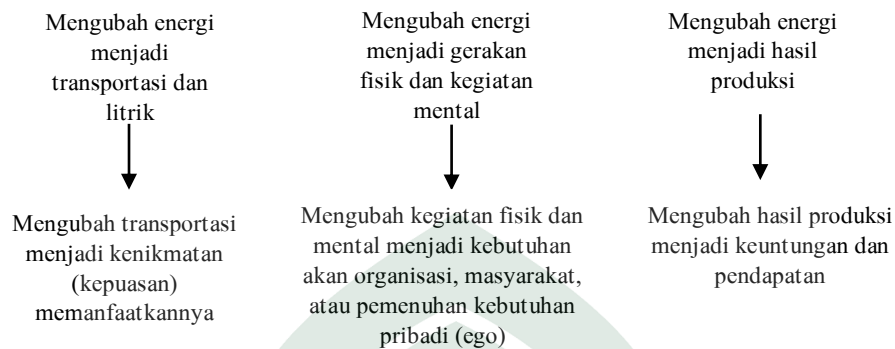 Mengubah energi
menjadi
transportasi dan
litrik
Mengubah energi
menjadi gerakan
fisik dan kegiatan
mental
Mengubah energi
menjadi hasil
produksi
Mengubah transportasi
menjadi kenikmatan
(kepuasan)
memanfaatkannya
Mengubah kegiatan fisik dan
mental menjadi kebutuhan
akan organisasi, masyarakat,
atau pemenuhan kebutuhan
pribadi (ego)
Mengubah hasil produksi
menjadi keuntungan dan
pendapatan